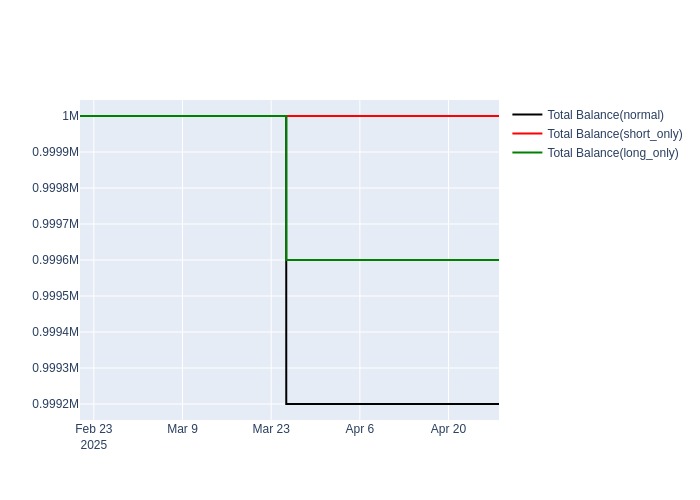 1M
0.9999M
0.9998M
0.9997M
0.9996M
0.9995M
0.9994M
0.9993M
0.9992M
Feb 23
2025
Mar 9
Mar 23
Apr 6
Apr 20
Total Balance(normal)
Total Balance(short_only)
Total Balance(long_only)